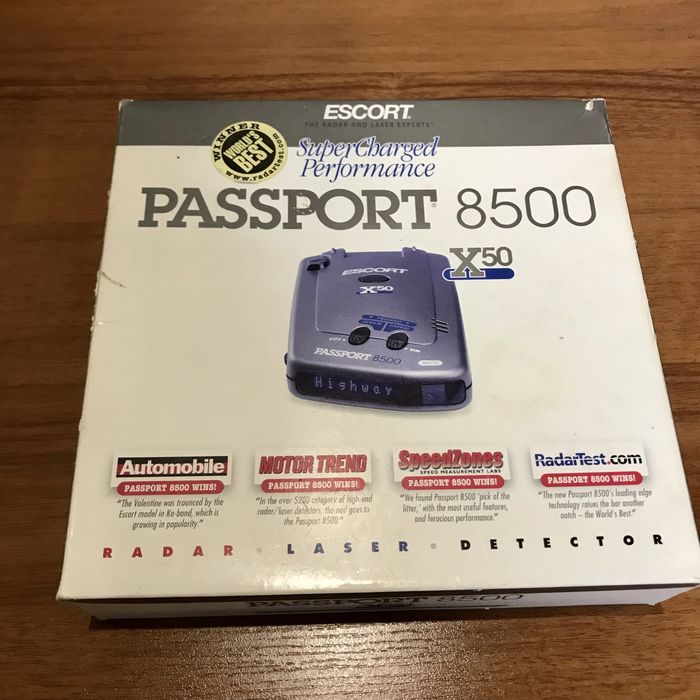 ESCORT
THE RADAR AND LASER EXPERTS
WINNER
WORLD'S
BEST
www.radartest.com
SuperCharged
Performance
PASSPORT 8500
X50
ESCORT
X50
CITY
DIM
PASSPORT 8500
MUTE
Highway
Automobile
PASSPORT 8500 WINS!
"The Valentine was trounced by the
Escort model in Ka-band, which is
growing in popularity."
MOTOR TREND
PASSPORT 8500 WINS!
"In the over $200 category of high-end
radar/laser detectors, the nod goes to
the Passport 8500."
SpeedZones
SPEED MEASUREMENT LABS
PASSPORT 8500 WINS!
"We found Passport 8500 'pick of the
litter,' with the most useful features,
and ferocious performance."
RadarTest.com
PASSPORT 8500 WINS!
"The new Passport 8500's leading edge
technology raises the bar another
notch – the World's Best."
RADAR • LASER • DETECTOR
PASSPORT 8500
X50